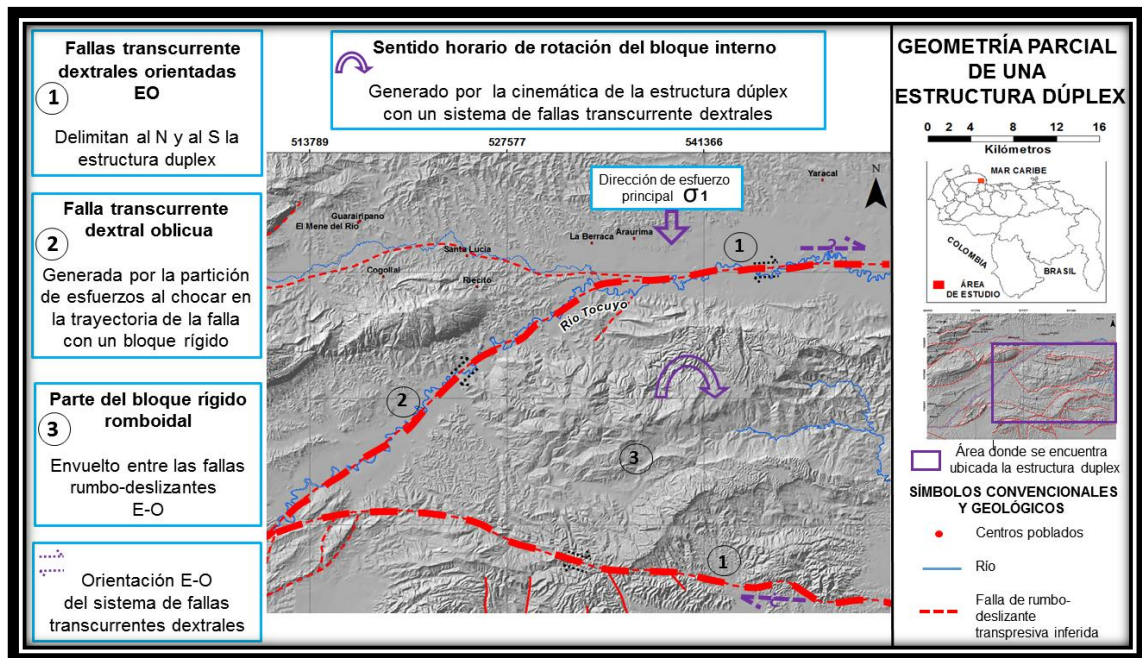 Fallas transcurrente
dextrales orientadas
EO
1
Delimitan al N y al S la
estructura duplex
Falla transcurrente
dextral oblicua
2
Generada por la partición
de esfuerzos al chocar en
la trayectoria de la falla
con un bloque rígido
Parte del bloque rígido
romboidal
3
Envuelto entre las fallas
rumbo-deslizantes
E-O
Orientación E-O
del sistema de fallas
transcurrentes dextrales
Sentido horario de rotación del bloque interno
Generado por la cinemática de la estructura dúplex
con un sistema de fallas transcurrente dextrales
513789
527577
541366
Dirección de esfuerzo
principal σ1
Yaracal
N
Guarairipano
El Mene del Río
La Berraca
Araurima
Santa Lucia
1
Cogollal
Riecito
Río Tocuyo
2
3
1
GEOMETRÍA PARCIAL
DE UNA
ESTRUCTURA DÚPLEX
0 2 4 8 12 16
Kilómetros
MAR CARIBE
COLOMBIA
BRASIL
ÁREA
DE ESTUDIO
Área donde se encuentra
ubicada la estructura duplex
SÍMBOLOS CONVENCIONALES
Y GEOLÓGICOS
Centros poblados
Río
Falla de rumbo-
deslizante
transpresiva inferida